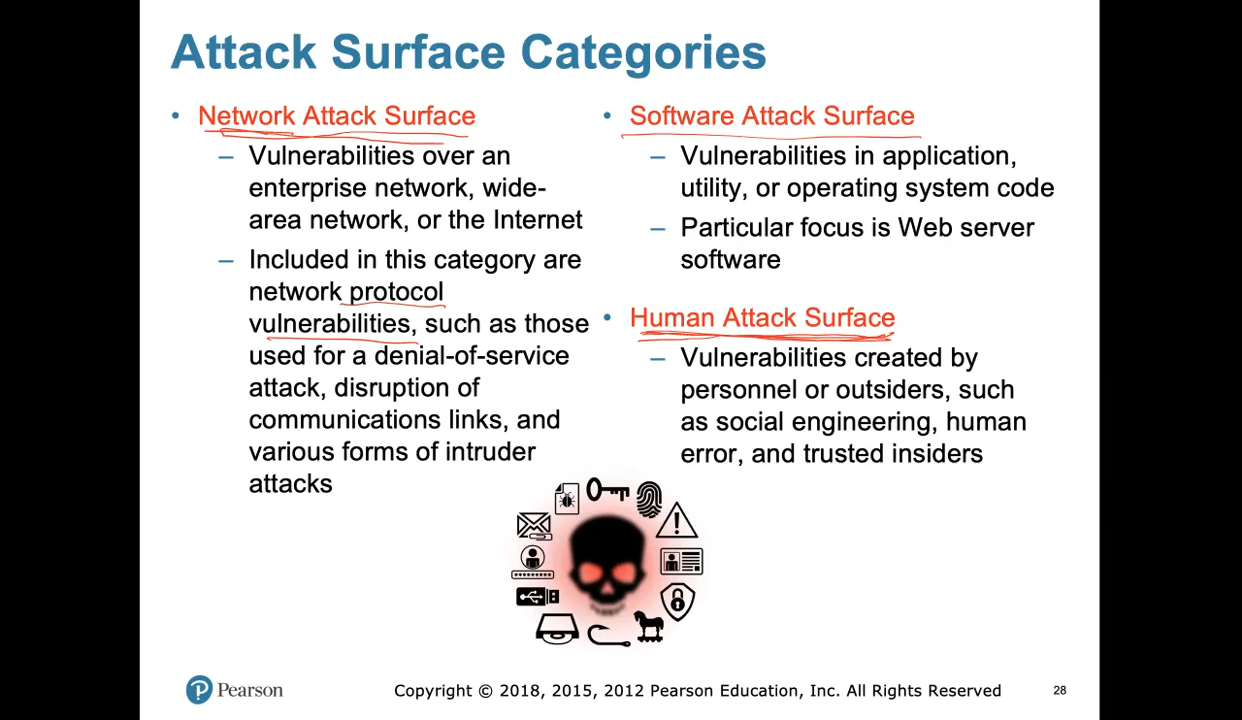 Attack Surface Categories
• Network Attack Surface
– Vulnerabilities over an
enterprise network, wide-
area network, or the Internet
– Included in this category are
network protocol
vulnerabilities, such as those
used for a denial-of-service
attack, disruption of
communications links, and
various forms of intruder
attacks
• Software Attack Surface
– Vulnerabilities in application,
utility, or operating system code
– Particular focus is Web server
software
• Human Attack Surface
– Vulnerabilities created by
personnel or outsiders, such
as social engineering, human
error, and trusted insiders
Pearson
Copyright © 2018, 2015, 2012 Pearson Education, Inc. All Rights Reserved
28